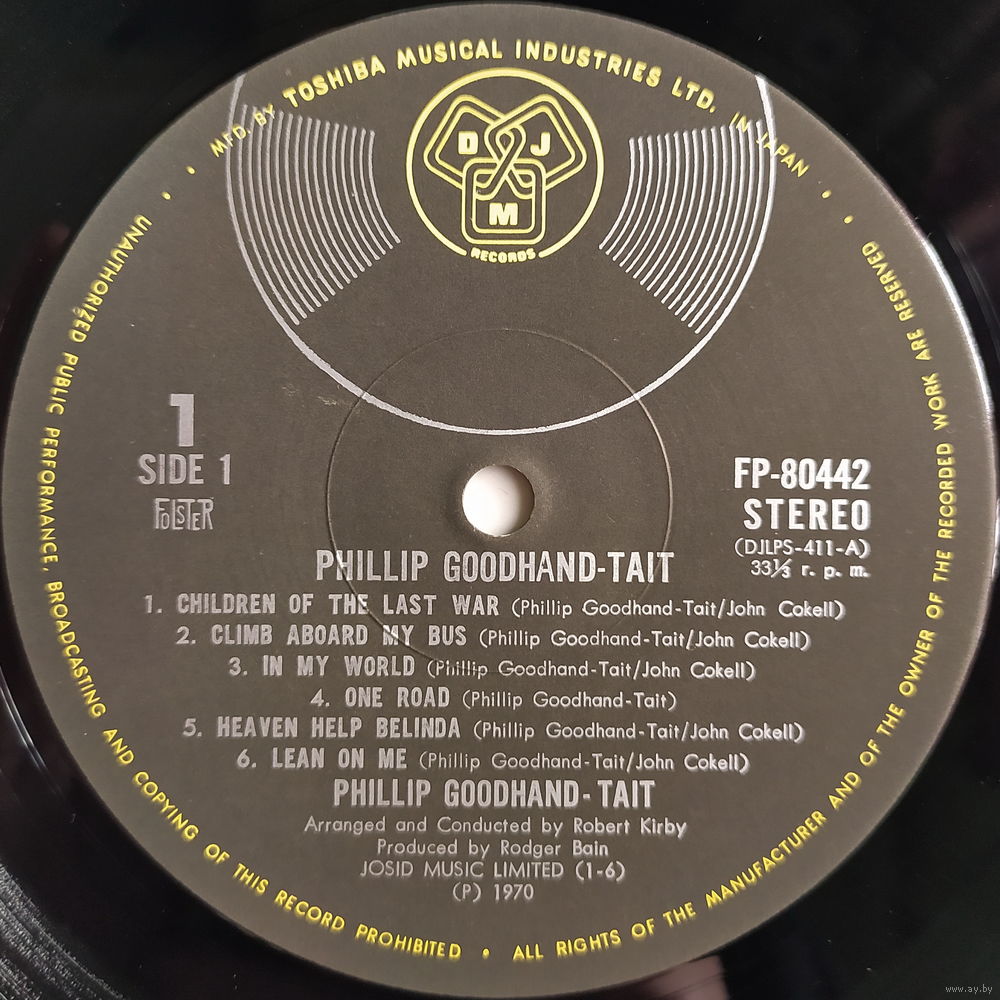 MFD. BY TOSHIBA MUSICAL INDUSTRIES LTD. IN JAPAN
D J
M
RECORDS
1
SIDE 1
FP-80442
STEREO
(DJLPS-411-A)
33⅓ r. p. m.
PHILLIP GOODHAND-TAIT
1. CHILDREN OF THE LAST WAR (Phillip Goodhand-Tait/John Cokell)
2. CLIMB ABOARD MY BUS (Phillip Goodhand-Tait/John Cokell)
3. IN MY WORLD (Phillip Goodhand-Tait/John Cokell)
4. ONE ROAD (Phillip Goodhand-Tait)
5. HEAVEN HELP BELINDA (Phillip Goodhand-Tait/John Cokell)
6. LEAN ON ME (Phillip Goodhand-Tait/John Cokell)
PHILLIP GOODHAND-TAIT
Arranged and Conducted by Robert Kirby
Produced by Rodger Bain
JOSID MUSIC LIMITED (1-6)
(P) 1970
UNAUTHORIZED PUBLIC PERFORMANCE, BROADCASTING AND COPYING OF THIS RECORD PROHIBITED • ALL RIGHTS OF THE MANUFACTURER AND OF THE OWNER OF THE RECORDED WORK ARE RESERVED
www.ay.by